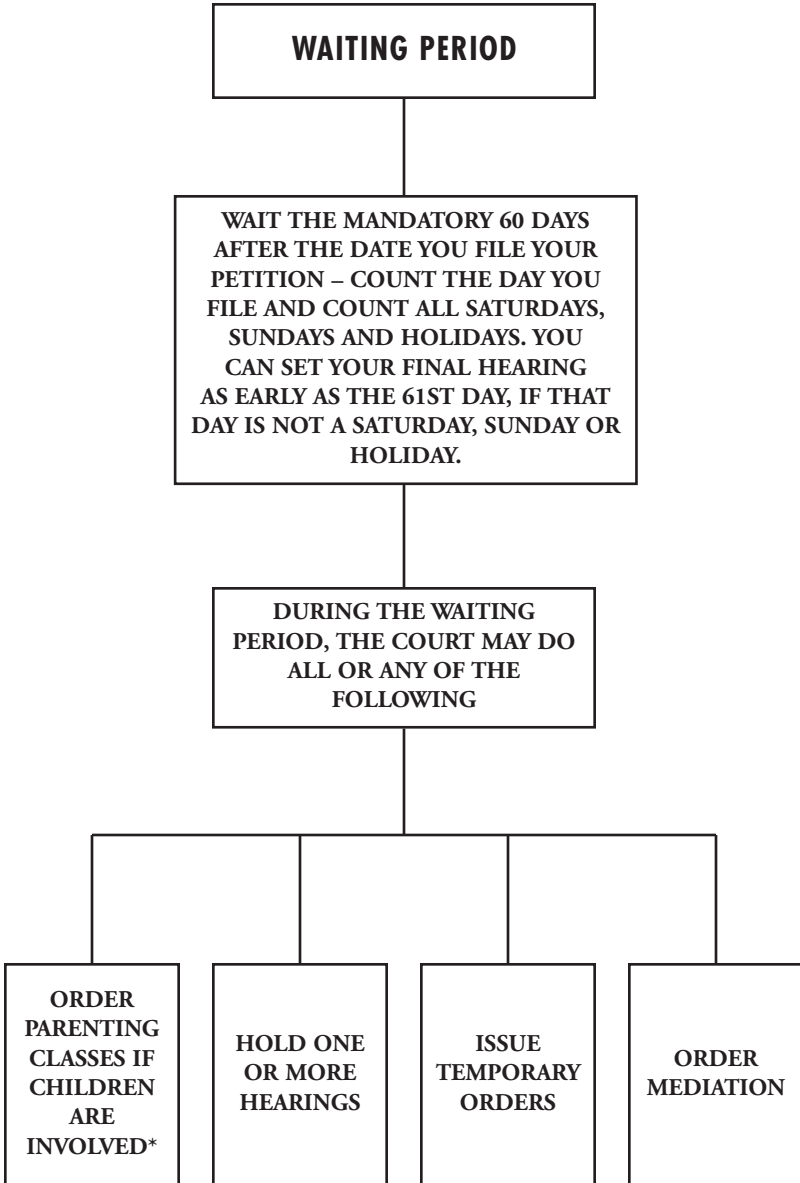 WAITING PERIOD
WAIT THE MANDATORY 60 DAYS
AFTER THE DATE YOU FILE YOUR
PETITION – COUNT THE DAY YOU
FILE AND COUNT ALL SATURDAYS,
SUNDAYS AND HOLIDAYS. YOU
CAN SET YOUR FINAL HEARING
AS EARLY AS THE 61ST DAY, IF THAT
DAY IS NOT A SATURDAY, SUNDAY OR
HOLIDAY.
DURING THE WAITING
PERIOD, THE COURT MAY DO
ALL OR ANY OF THE
FOLLOWING
ORDER
PARENTING
CLASSES IF
CHILDREN
ARE
INVOLVED*
HOLD ONE
OR MORE
HEARINGS
ISSUE
TEMPORARY
ORDERS
ORDER
MEDIATION